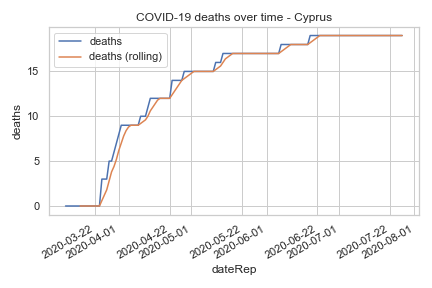 COVID-19 deaths over time - Cyprus
deaths
deaths (rolling)
deaths
15
10
5
0
2020-03-22
2020-04-01
2020-04-22
2020-05-01
2020-05-22
2020-06-01
2020-06-22
2020-07-01
2020-07-22
2020-08-01
dateRep